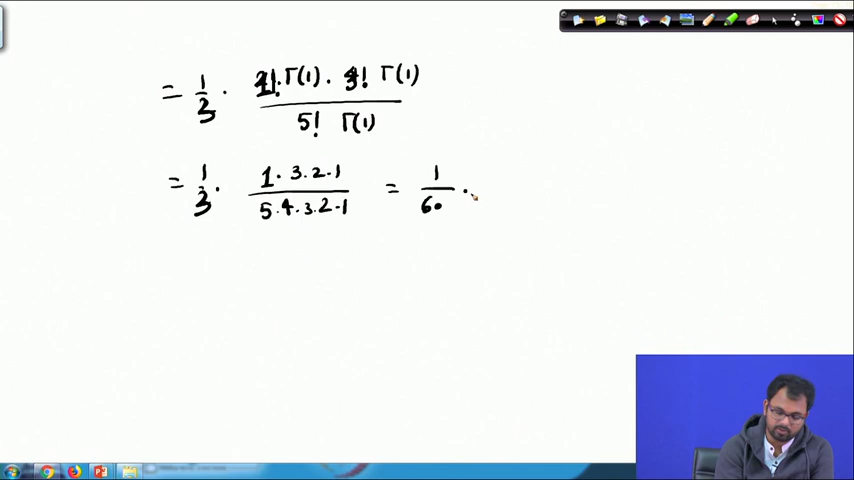 = 1/3 · 1!·Γ(1) · 3! Γ(1) / 5! Γ(1)
= 1/3 · 1·3·2·1 / 5·4·3·2·1 = 1/60 ·